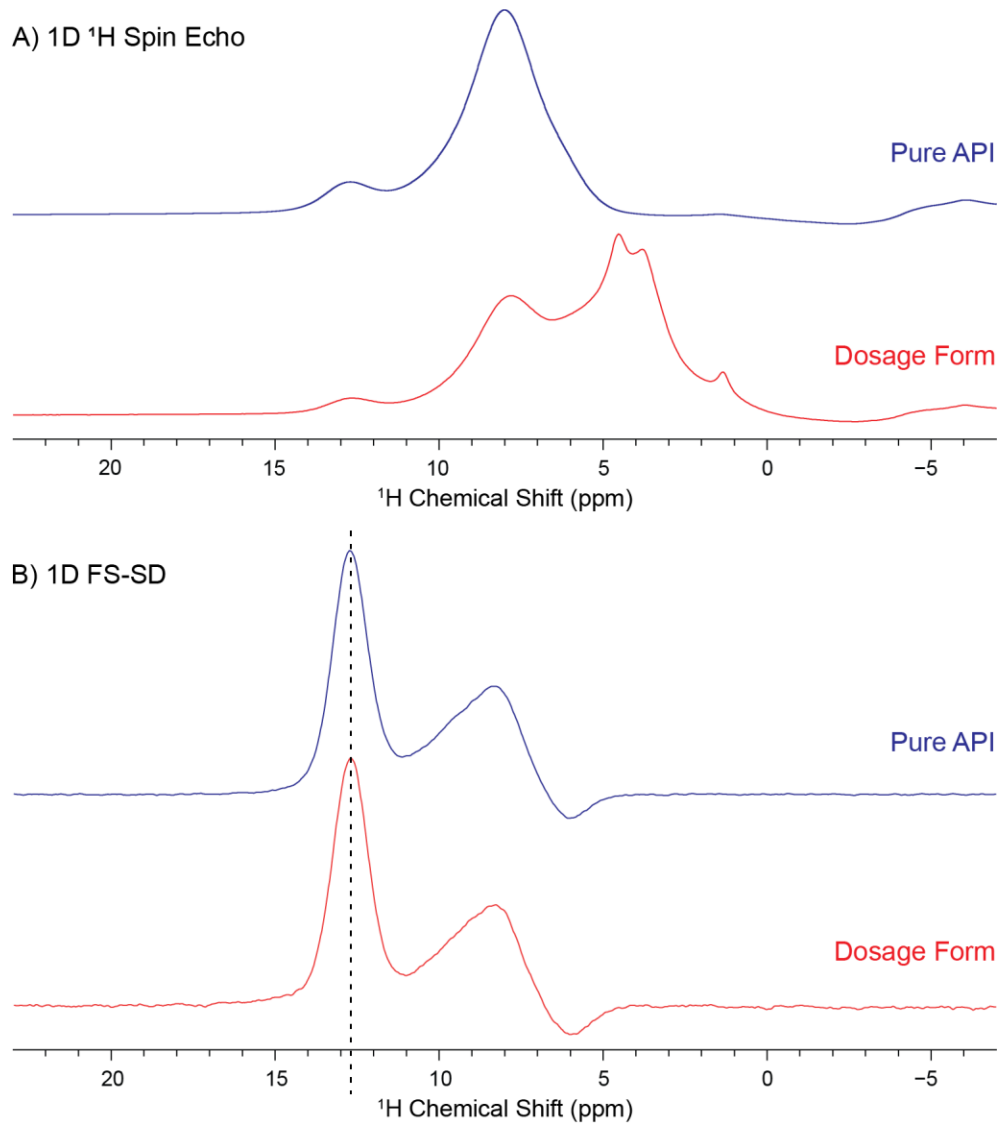 A) 1D ¹H Spin Echo
Pure API
Dosage Form
20 15 10 5 0 −5
¹H Chemical Shift (ppm)
B) 1D FS-SD
Pure API
Dosage Form
20 15 10 5 0 −5
¹H Chemical Shift (ppm)